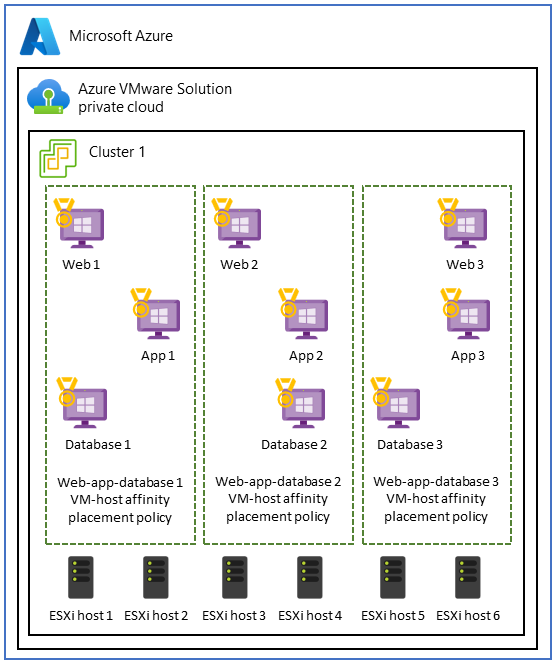 Microsoft Azure
Azure VMware Solution
private cloud
Cluster 1
Web 1
Web 2
Web 3
App 1
App 2
App 3
Database 1
Database 2
Database 3
Web-app-database 1
VM-host affinity
placement policy
Web-app-database 2
VM-host affinity
placement policy
Web-app-database 3
VM-host affinity
placement policy
ESXi host 1
ESXi host 2
ESXi host 3
ESXi host 4
ESXi host 5
ESXi host 6